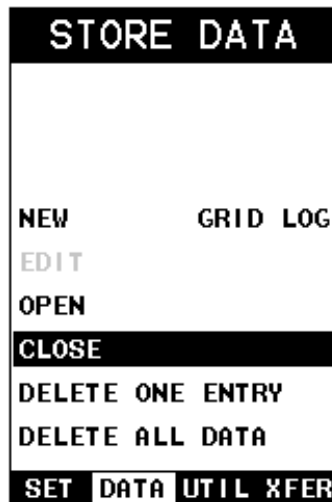 STORE DATA
NEW GRID LOG
EDIT
OPEN
CLOSE
DELETE ONE ENTRY
DELETE ALL DATA
SET DATA UTIL XFER